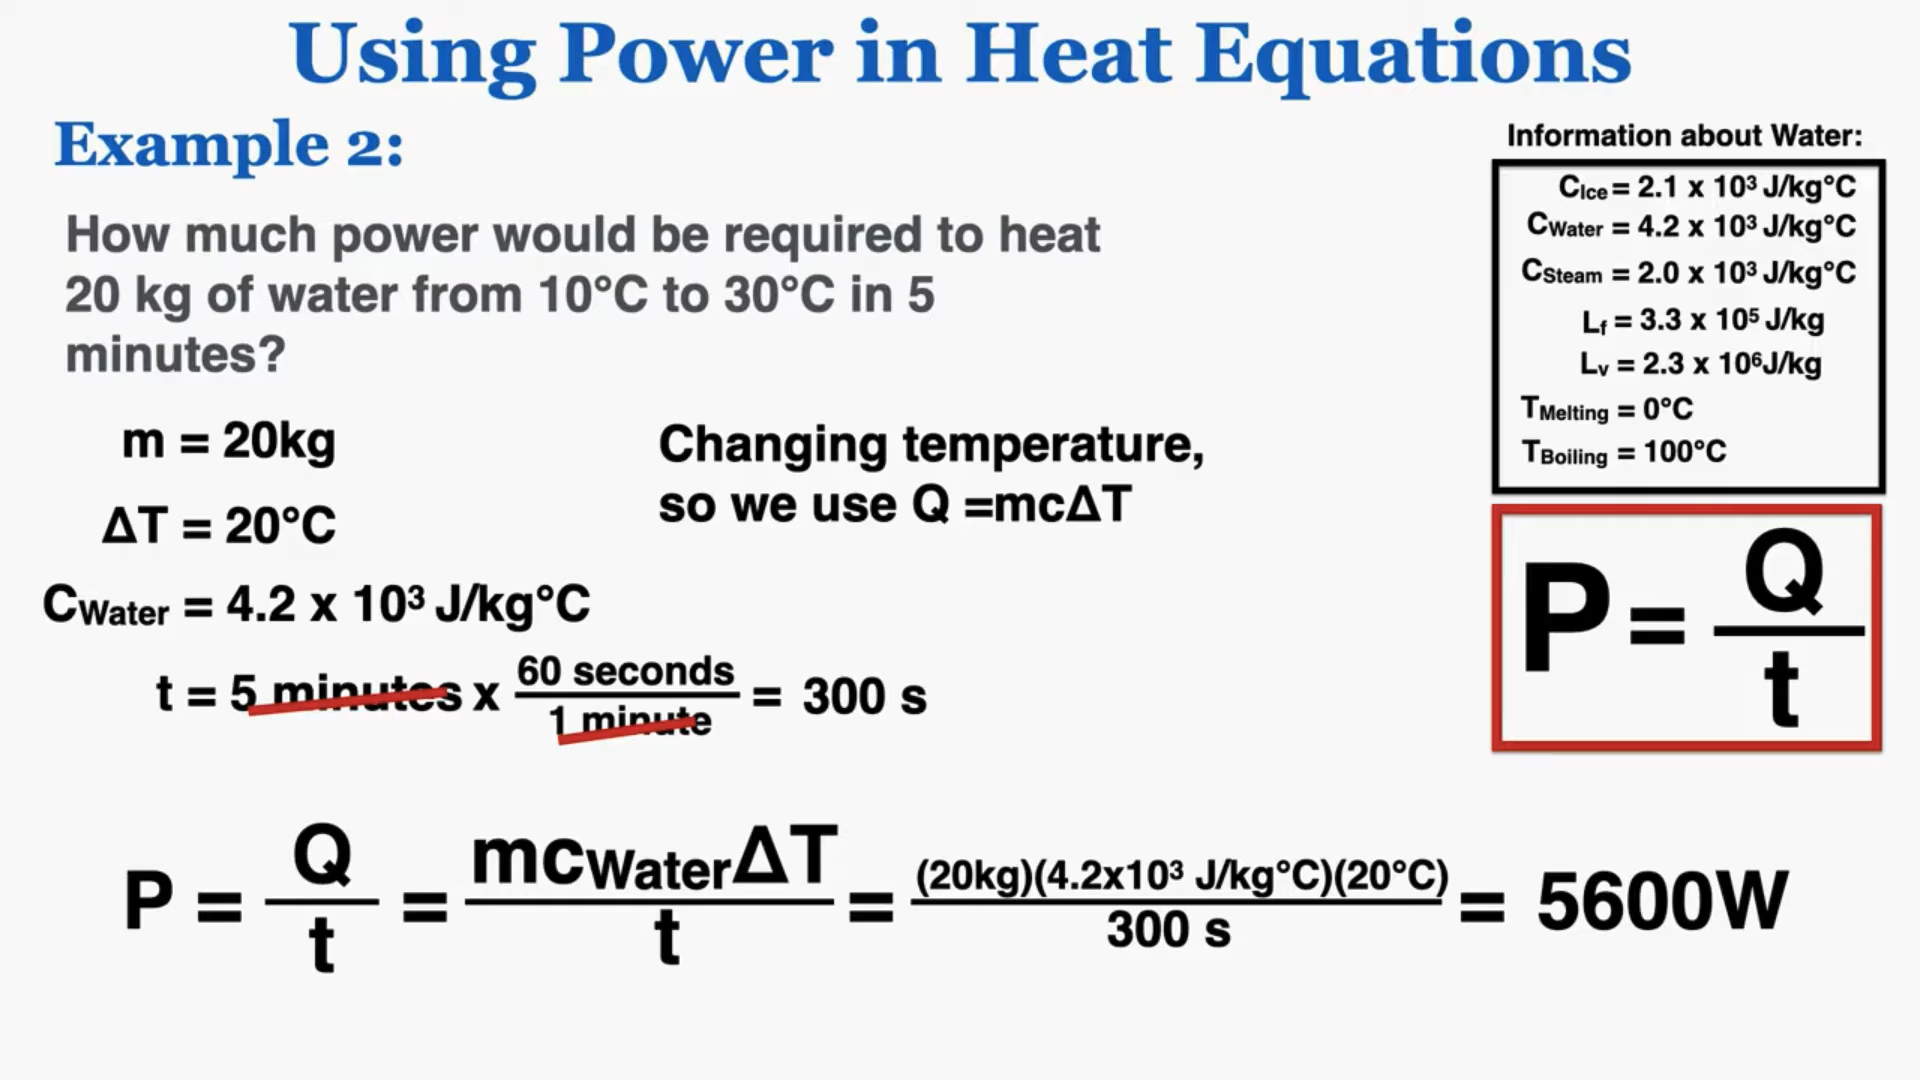 Using Power in Heat Equations
Example 2:
How much power would be required to heat
20 kg of water from 10°C to 30°C in 5
minutes?
m = 20kg
ΔT = 20°C
CWater = 4.2 x 10³ J/kg°C
t = 5 minutes x 60 seconds / 1 minute = 300 s
Changing temperature,
so we use Q =mcΔT
Information about Water:
CIce = 2.1 x 10³ J/kg°C
CWater = 4.2 x 10³ J/kg°C
CSteam = 2.0 x 10³ J/kg°C
Lf = 3.3 x 10⁵ J/kg
Lv = 2.3 x 10⁶J/kg
TMelting = 0°C
TBoiling = 100°C
P = Q / t
P = Q / t = mcWaterΔT / t = (20kg)(4.2x10³ J/kg°C)(20°C) / 300 s = 5600W